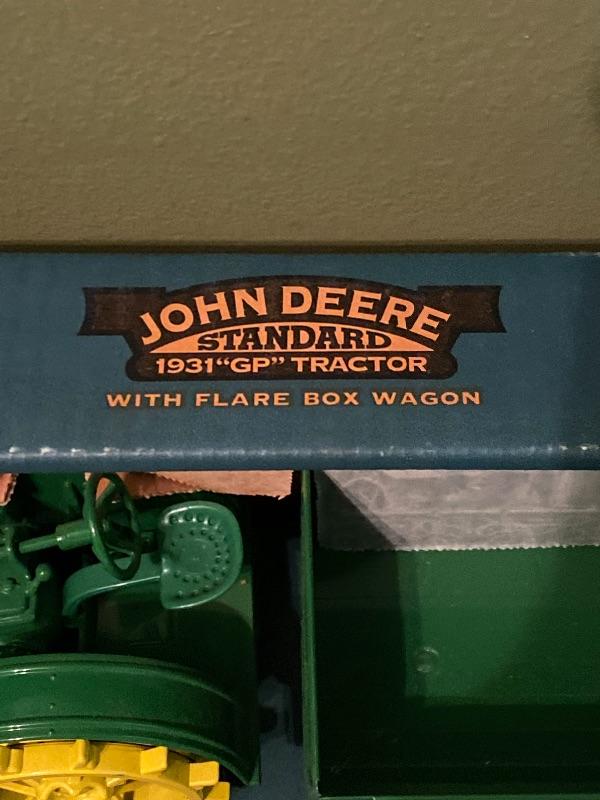 JOHN DEERE
STANDARD
1931 "GP" TRACTOR
WITH FLARE BOX WAGON